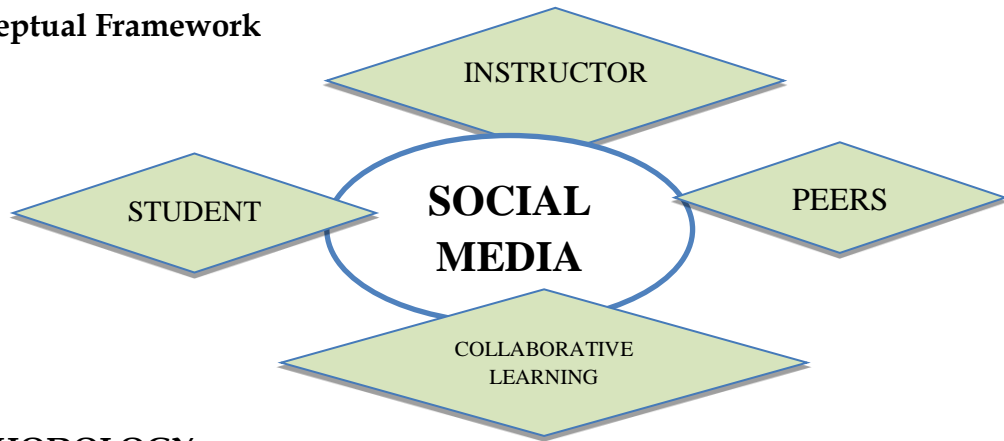 eptual Framework
INSTRUCTOR
STUDENT
SOCIAL
MEDIA
PEERS
COLLABORATIVE
LEARNING